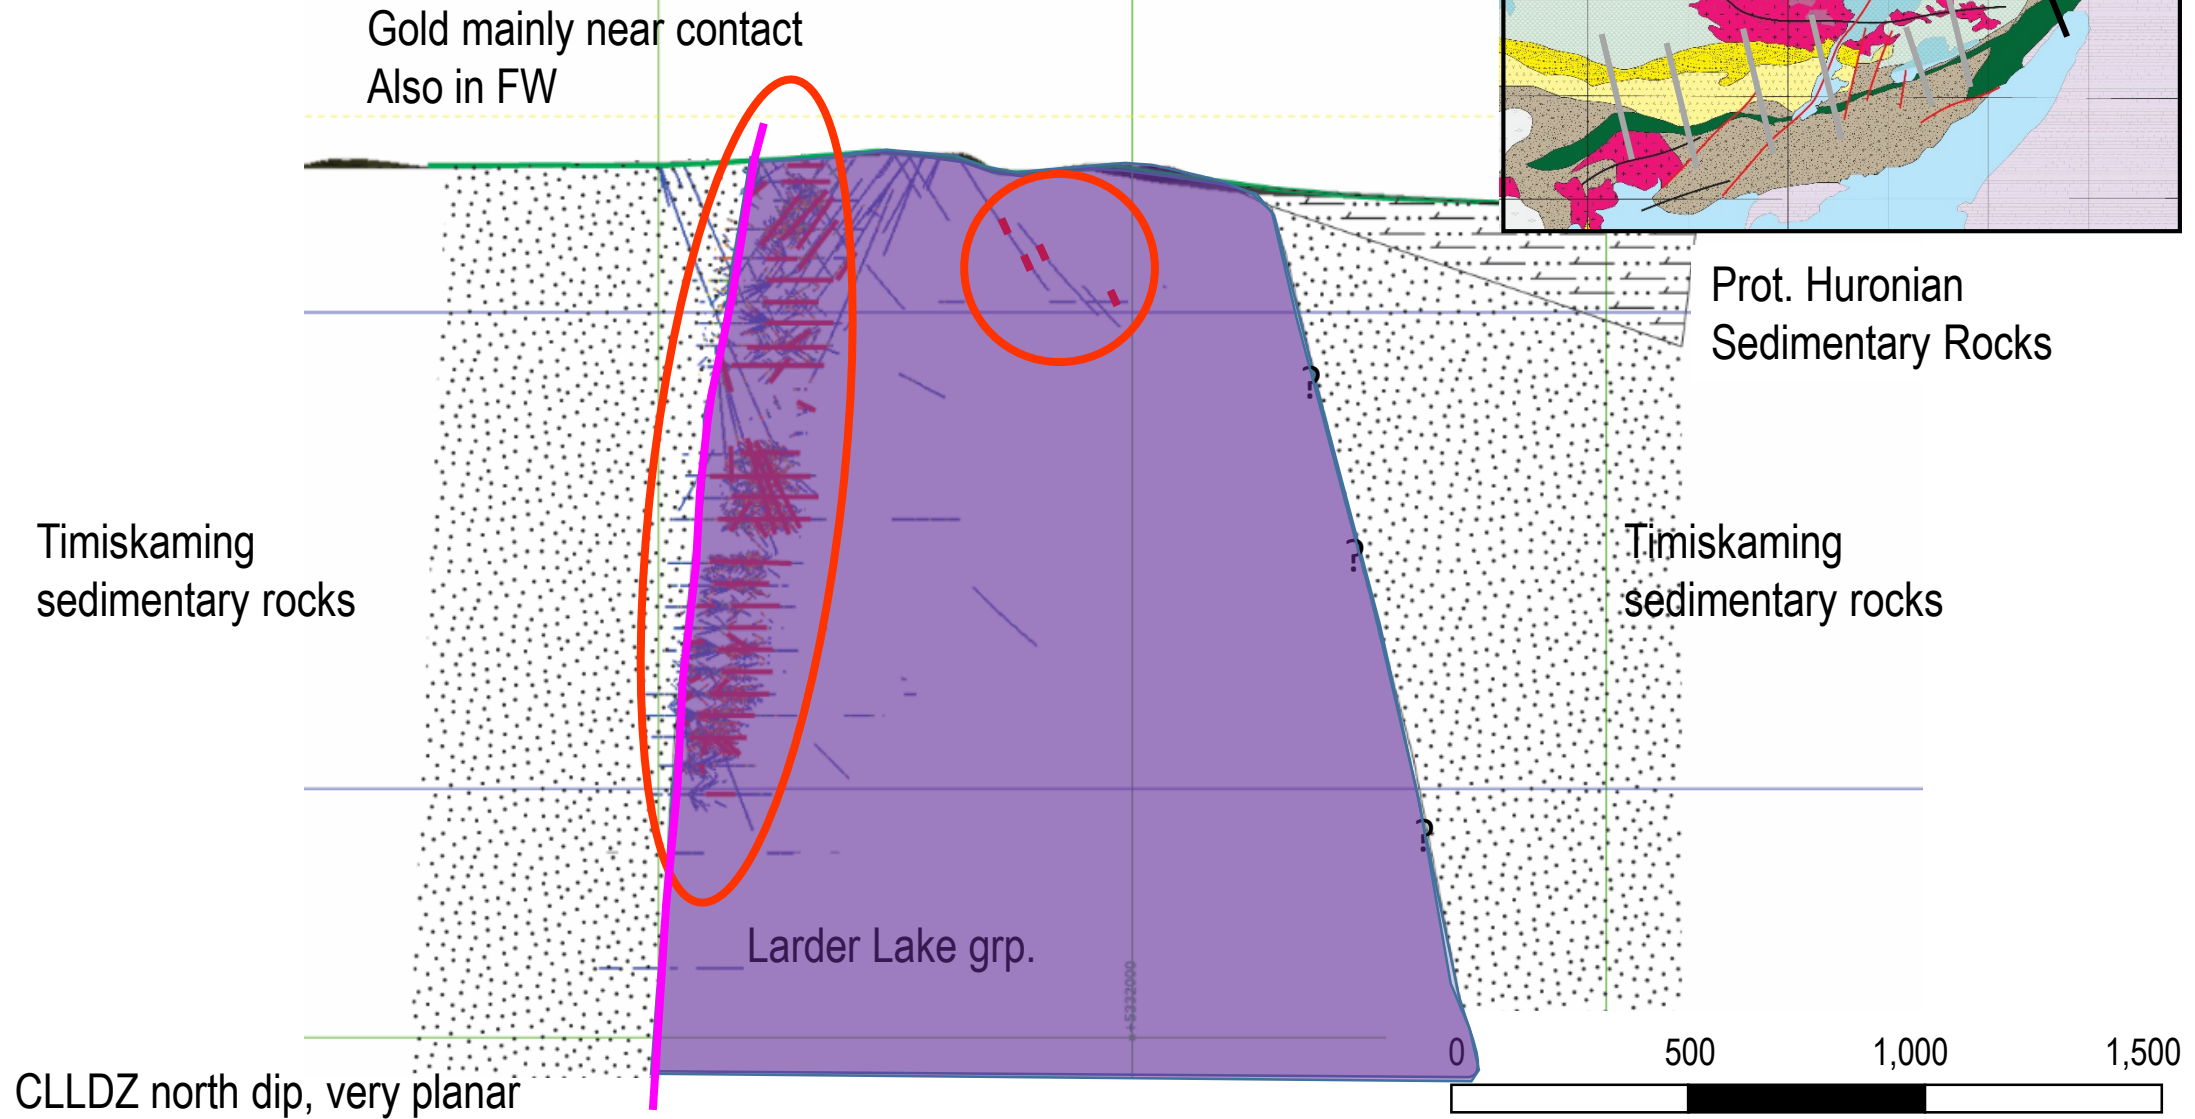 Gold mainly near contact
Also in FW
Prot. Huronian
Sedimentary Rocks
?
?
Timiskaming
sedimentary rocks
Timiskaming
sedimentary rocks
?
Larder Lake grp.
+5332000
0 500 1,000 1,500
CLLDZ north dip, very planar